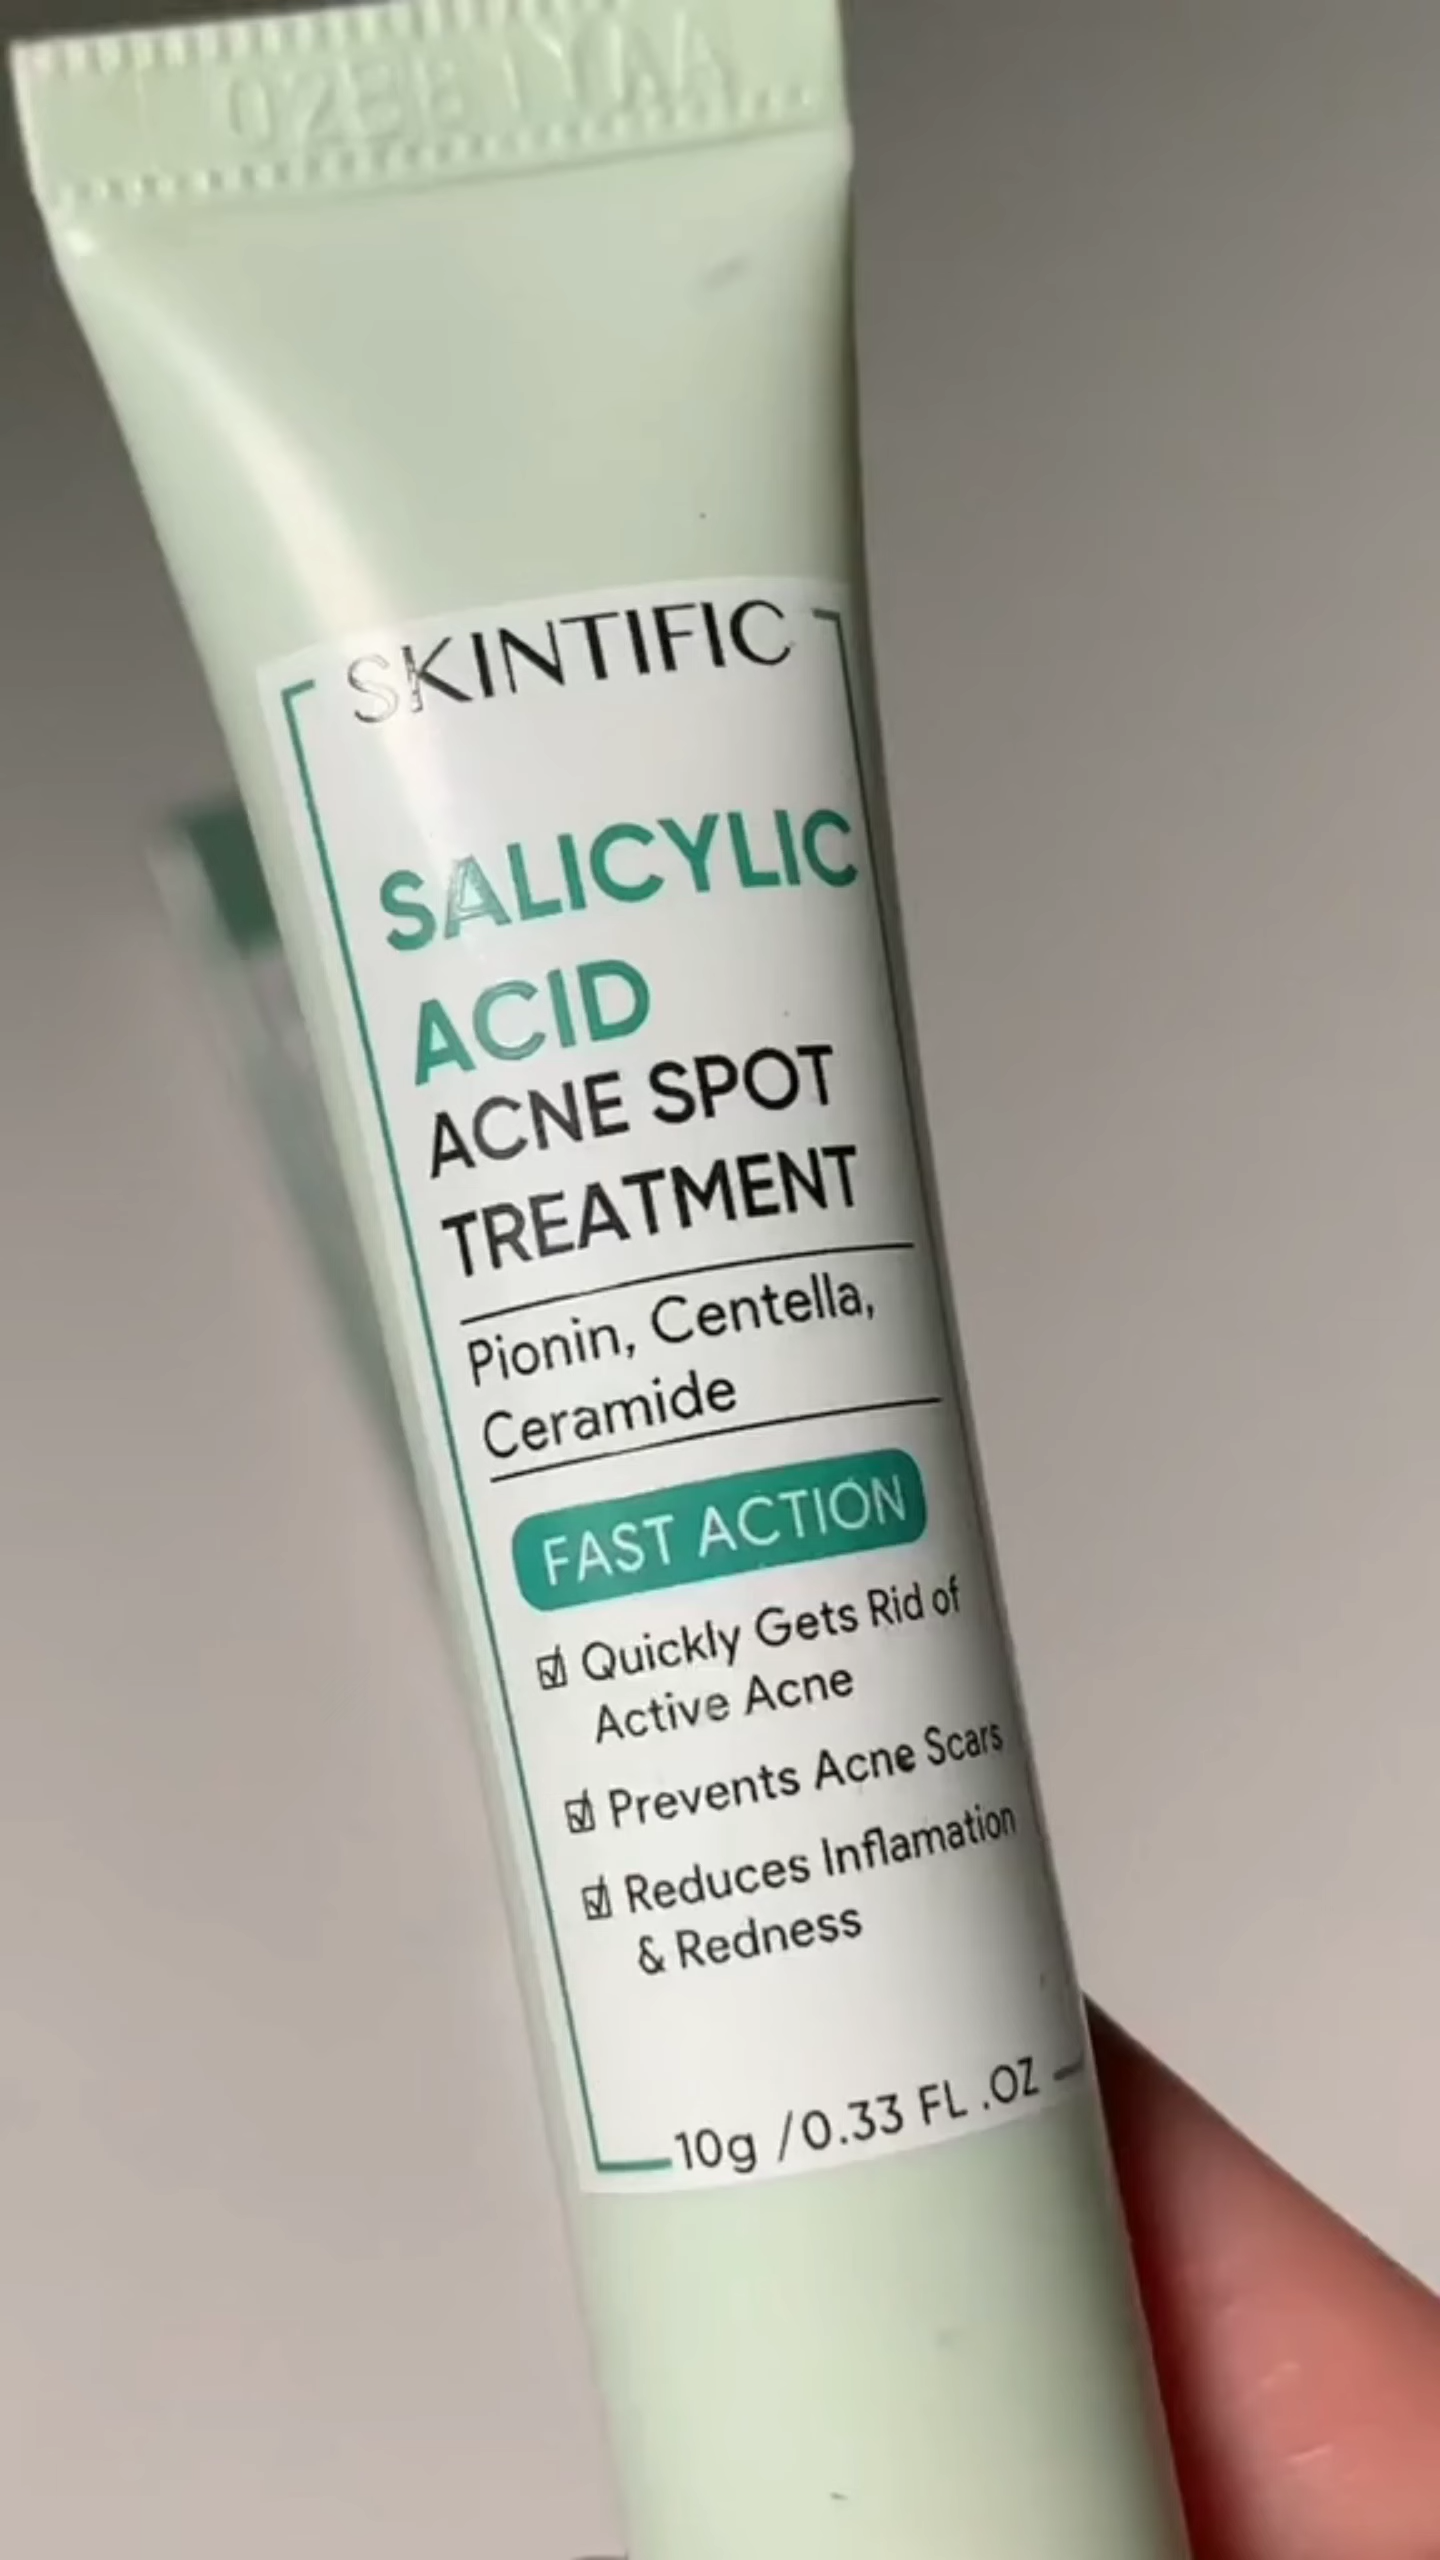 SKINTIFIC
SALICYLIC
ACID
ACNE SPOT
TREATMENT
Pionin, Centella,
Ceramide
FAST ACTION
☑ Quickly Gets Rid of
Active Acne
☑ Prevents Acne Scars
☑ Reduces Inflamation
& Redness
10g /0.33 FL .OZ